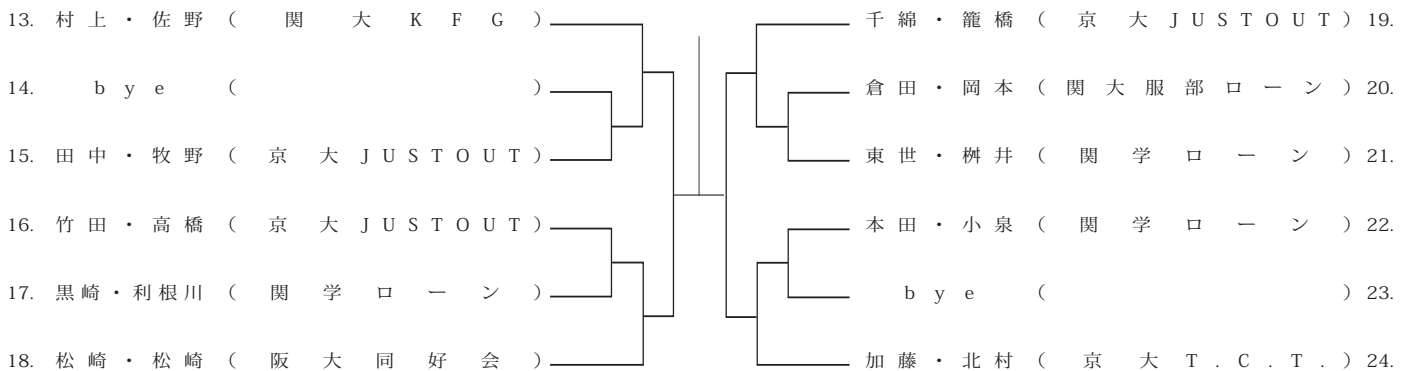 13. 村上・佐野（関大KFG）
14. bye（ ）
15. 田中・牧野（京大JUSTOUT）
16. 竹田・高橋（京大JUSTOUT）
17. 黒崎・利根川（関学ローン）
18. 松崎・松崎（阪大同好会）
千綿・籠橋（京大JUSTOUT）19.
倉田・岡本（関大服部ローン）20.
東世・桝井（関学ローン）21.
本田・小泉（関学ローン）22.
bye（ ）23.
加藤・北村（京大T.C.T.）24.